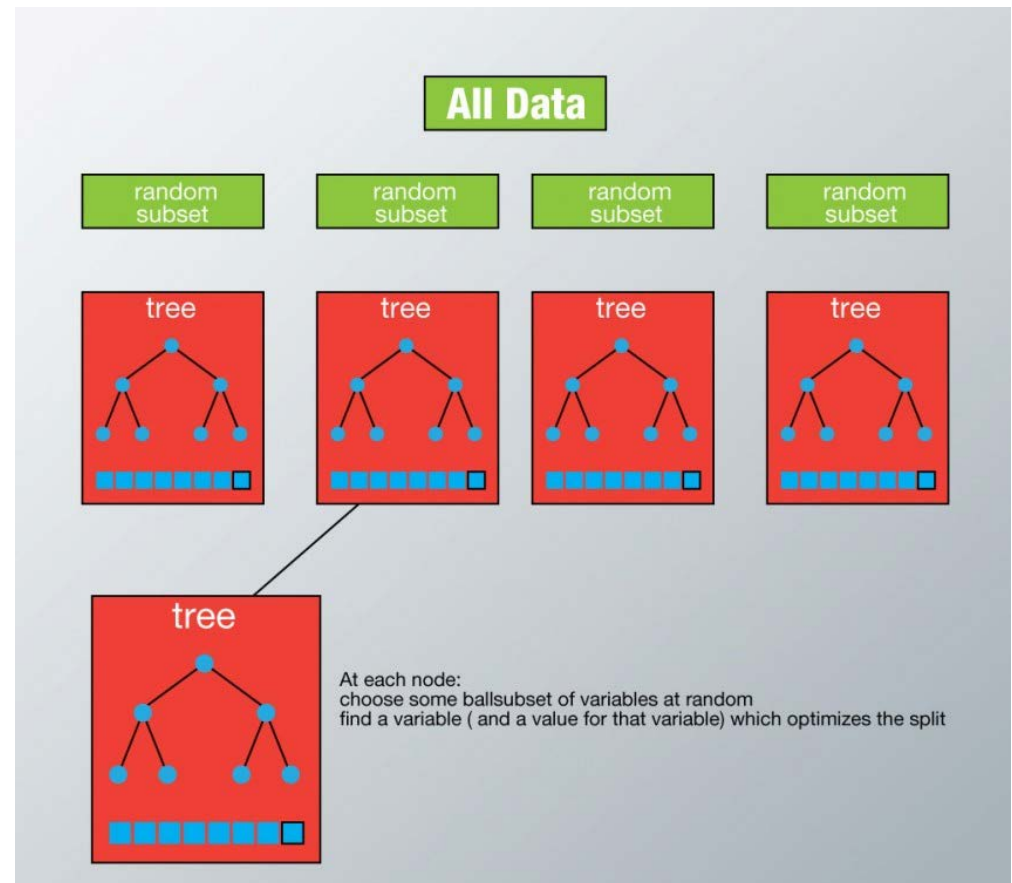 All Data
random
subset
random
subset
random
subset
random
subset
tree
tree
tree
tree
tree
At each node:
choose some ballsubset of variables at random
find a variable ( and a value for that variable) which optimizes the split